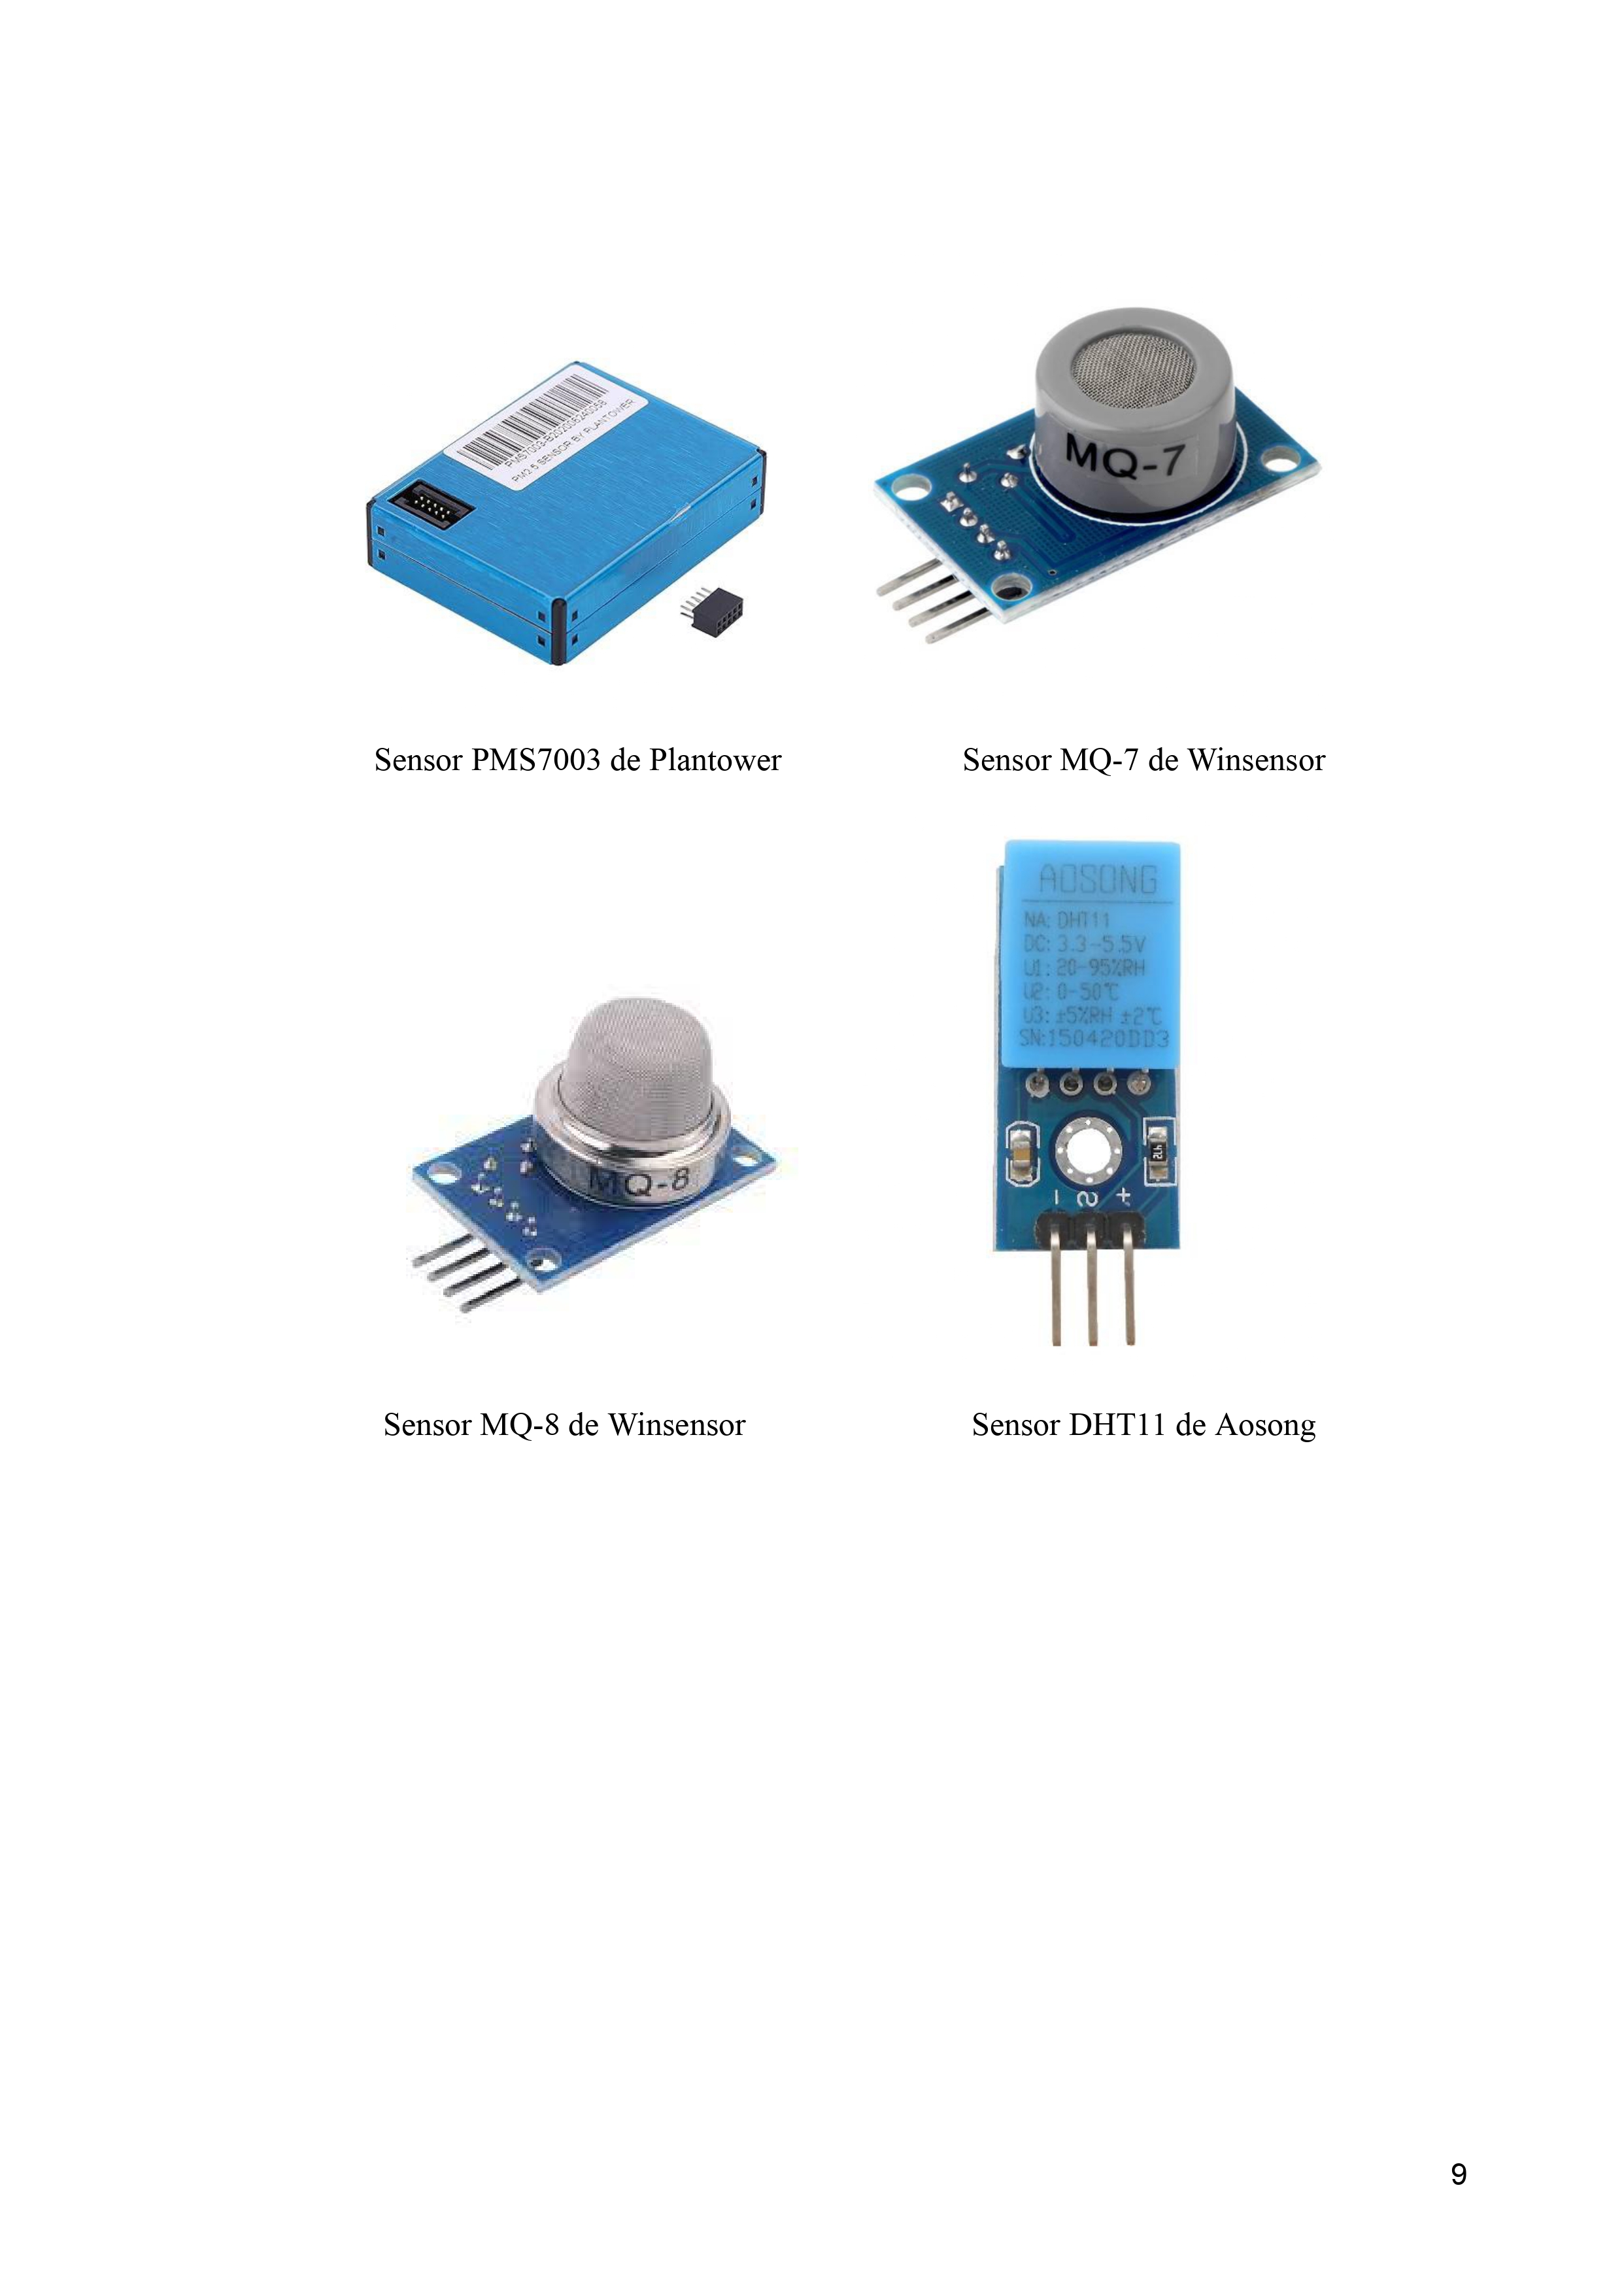 PMS7003-B202008240058
PM2.5 SENSOR BY PLANTOWER
MQ-7
Sensor PMS7003 de Plantower
Sensor MQ-7 de Winsensor
AOSONG
NA: DHT11
DC: 3.3-5.5V
U1: 20-95%RH
U2: 0-50℃
U3: ±5%RH ±2℃
SN:150420DD3
MQ-8
- S +
Sensor MQ-8 de Winsensor
Sensor DHT11 de Aosong
9